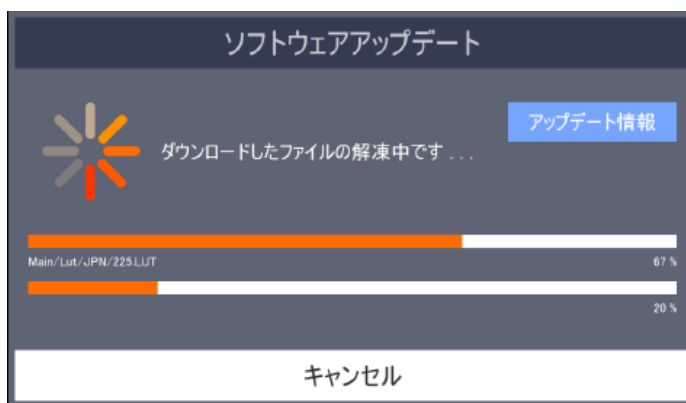 ソフトウェアアップデート
アップデート情報
ダウンロードしたファイルの解凍中です . . .
Main/Lut/JPN/225.LUT
67 %
20 %
キャンセル